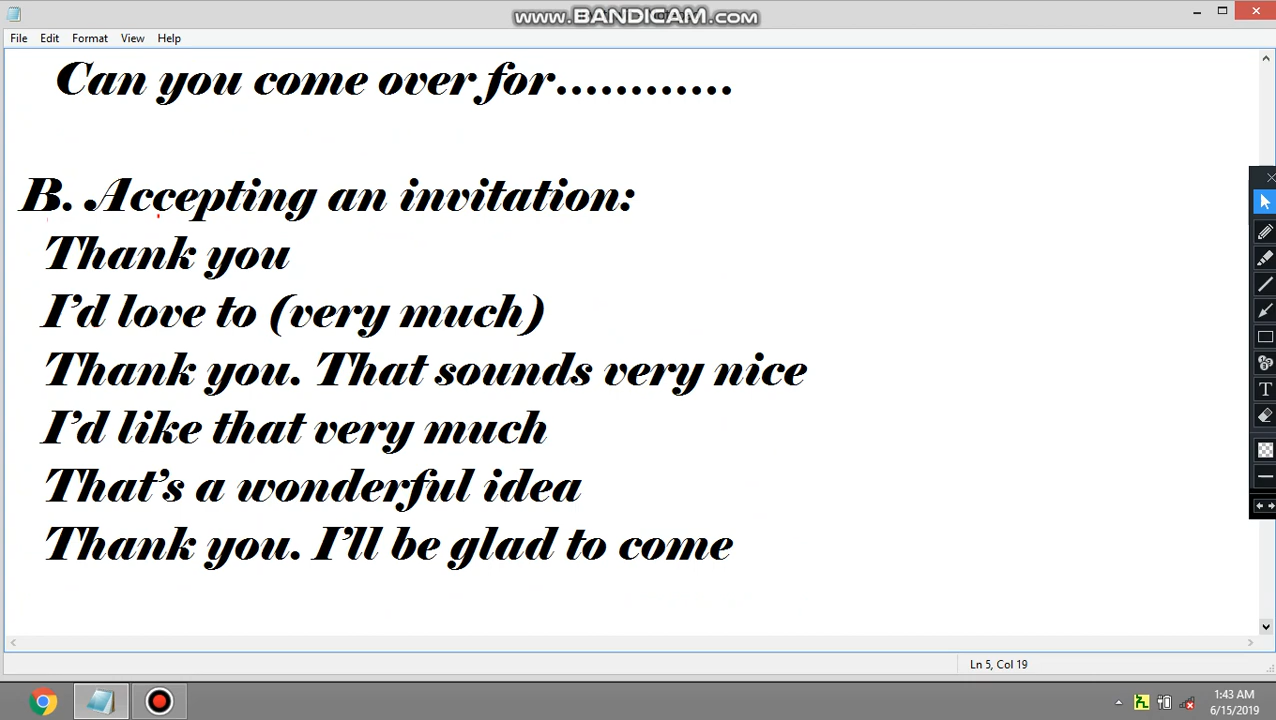 www.BANDICAM.com
File Edit Format View Help
Can you come over for............
B. Accepting an invitation:
Thank you
I’d love to (very much)
Thank you. That sounds very nice
I’d like that very much
That’s a wonderful idea
Thank you. I’ll be glad to come
Ln 5, Col 19
1:43 AM
6/15/2019